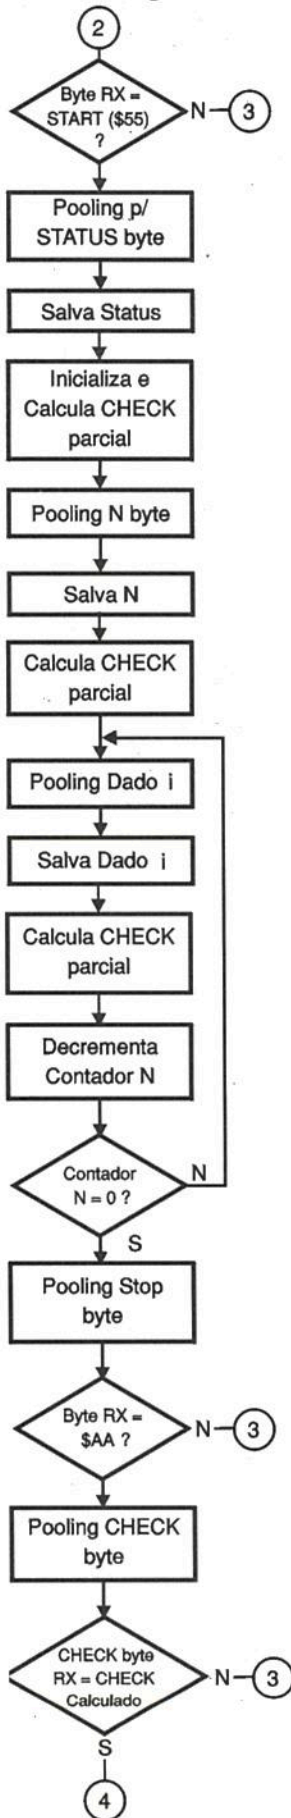 2
Byte RX =
START ($55)
?
N
3
Pooling p/
STATUS byte
Salva Status
Inicializa e
Calcula CHECK
parcial
Pooling N byte
Salva N
Calcula CHECK
parcial
Pooling Dado i
Salva Dado i
Calcula CHECK
parcial
Decrementa
Contador N
Contador
N = 0 ?
N
S
Pooling Stop
byte
Byte RX =
$AA ?
N
3
Pooling CHECK
byte
CHECK byte
RX = CHECK
Calculado
N
3
S
4